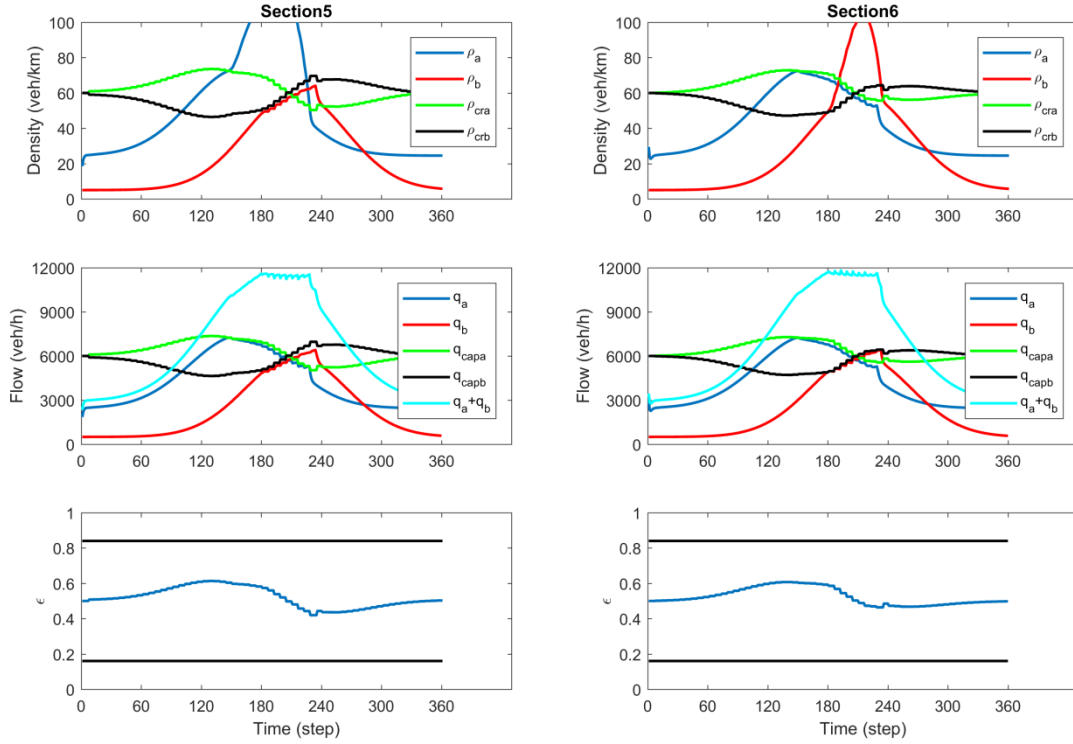 Section5
Density (veh/km)
100
80
60
40
20
0
ρa
ρb
ρcra
ρcrb
0 60 120 180 240 300 360
Section6
Density (veh/km)
100
80
60
40
20
0
ρa
ρb
ρcra
ρcrb
0 60 120 180 240 300 360
Flow (veh/h)
12000
9000
6000
3000
0
qa
qb
qcapa
qcapb
qa+qb
0 60 120 180 240 300 360
Flow (veh/h)
12000
9000
6000
3000
0
qa
qb
qcapa
qcapb
qa+qb
0 60 120 180 240 300 360
ϵ
1
0.8
0.6
0.4
0.2
0
0 60 120 180 240 300 360
Time (step)
ϵ
1
0.8
0.6
0.4
0.2
0
0 60 120 180 240 300 360
Time (step)